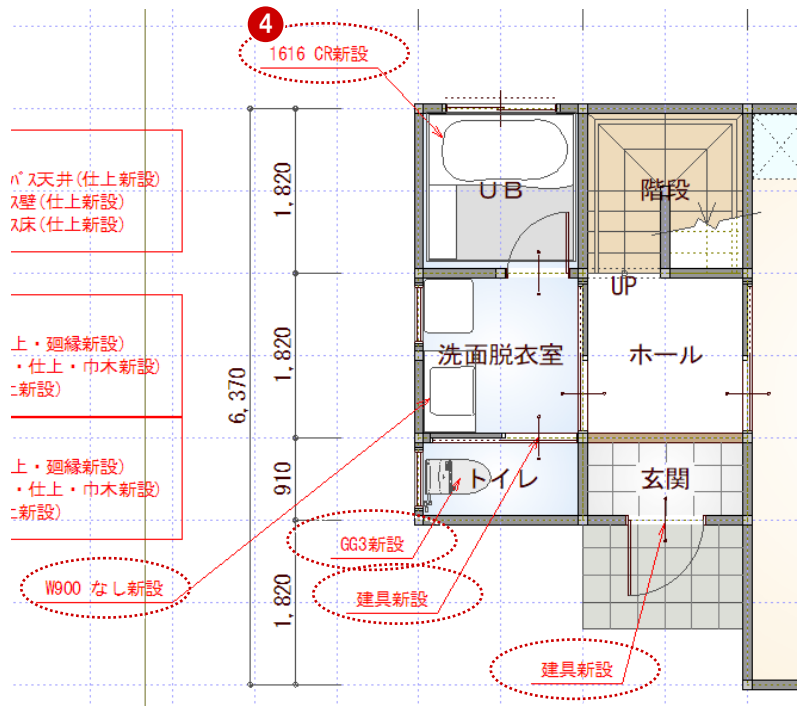 4
1616 CR新設
ﾊﾞｽ天井(仕上新設)
ｽ壁(仕上新設)
ｽ床(仕上新設)
1,820
UB
階段
UP
上・廻縁新設)
・仕上・巾木新設)
上新設)
6,370
1,820
洗面脱衣室
ホール
上・廻縁新設)
・仕上・巾木新設)
上新設)
910
トイレ
玄関
GG3新設
W900 なし新設
建具新設
1,820
建具新設